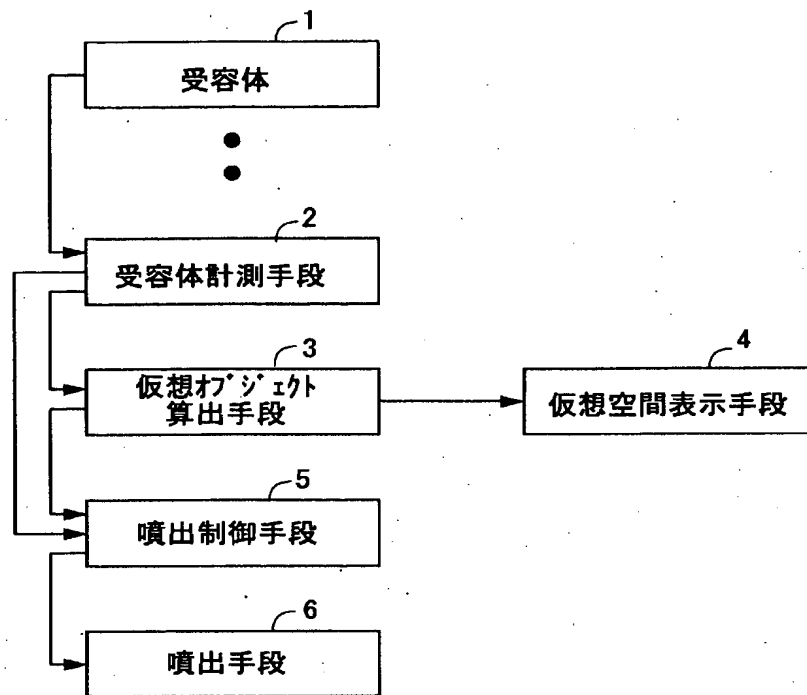 1
受容体
2
受容体計測手段
3
仮想オブジェクト
算出手段
4
仮想空間表示手段
5
噴出制御手段
6
噴出手段